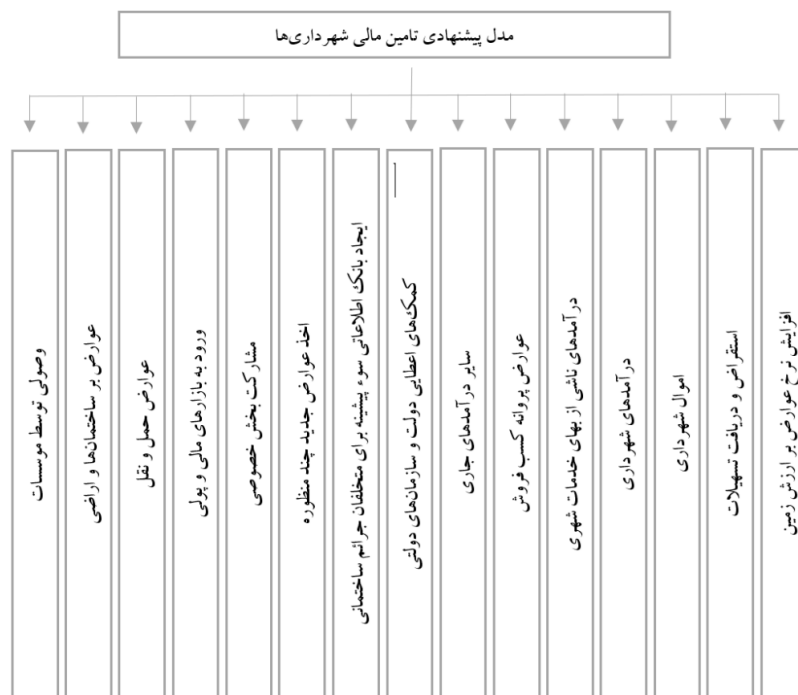 مدل پیشنهادی تامین مالی شهرداری‌ها
افزایش نرخ عوارض بر ارزش زمین
استقراض و دریافت تسهیلات
اموال شهرداری
درآمدهای شهرداری
درآمدهای ناشی از بهای خدمات شهری
عوارض پروانه کسب فروش
سایر درآمدهای جاری
کمک‌های اعطایی دولت و سازمان‌های دولتی
ایجاد بانک اطلاعاتی سوء پیشینه برای متخلفان جرائم ساختمانی
اخذ عوارض جدید چند منظوره
مشارکت بخش خصوصی
ورود به بازارهای مالی و پولی
عوارض حمل و نقل
عوارض بر ساختمان‌ها و اراضی
وصولی توسط موسسات